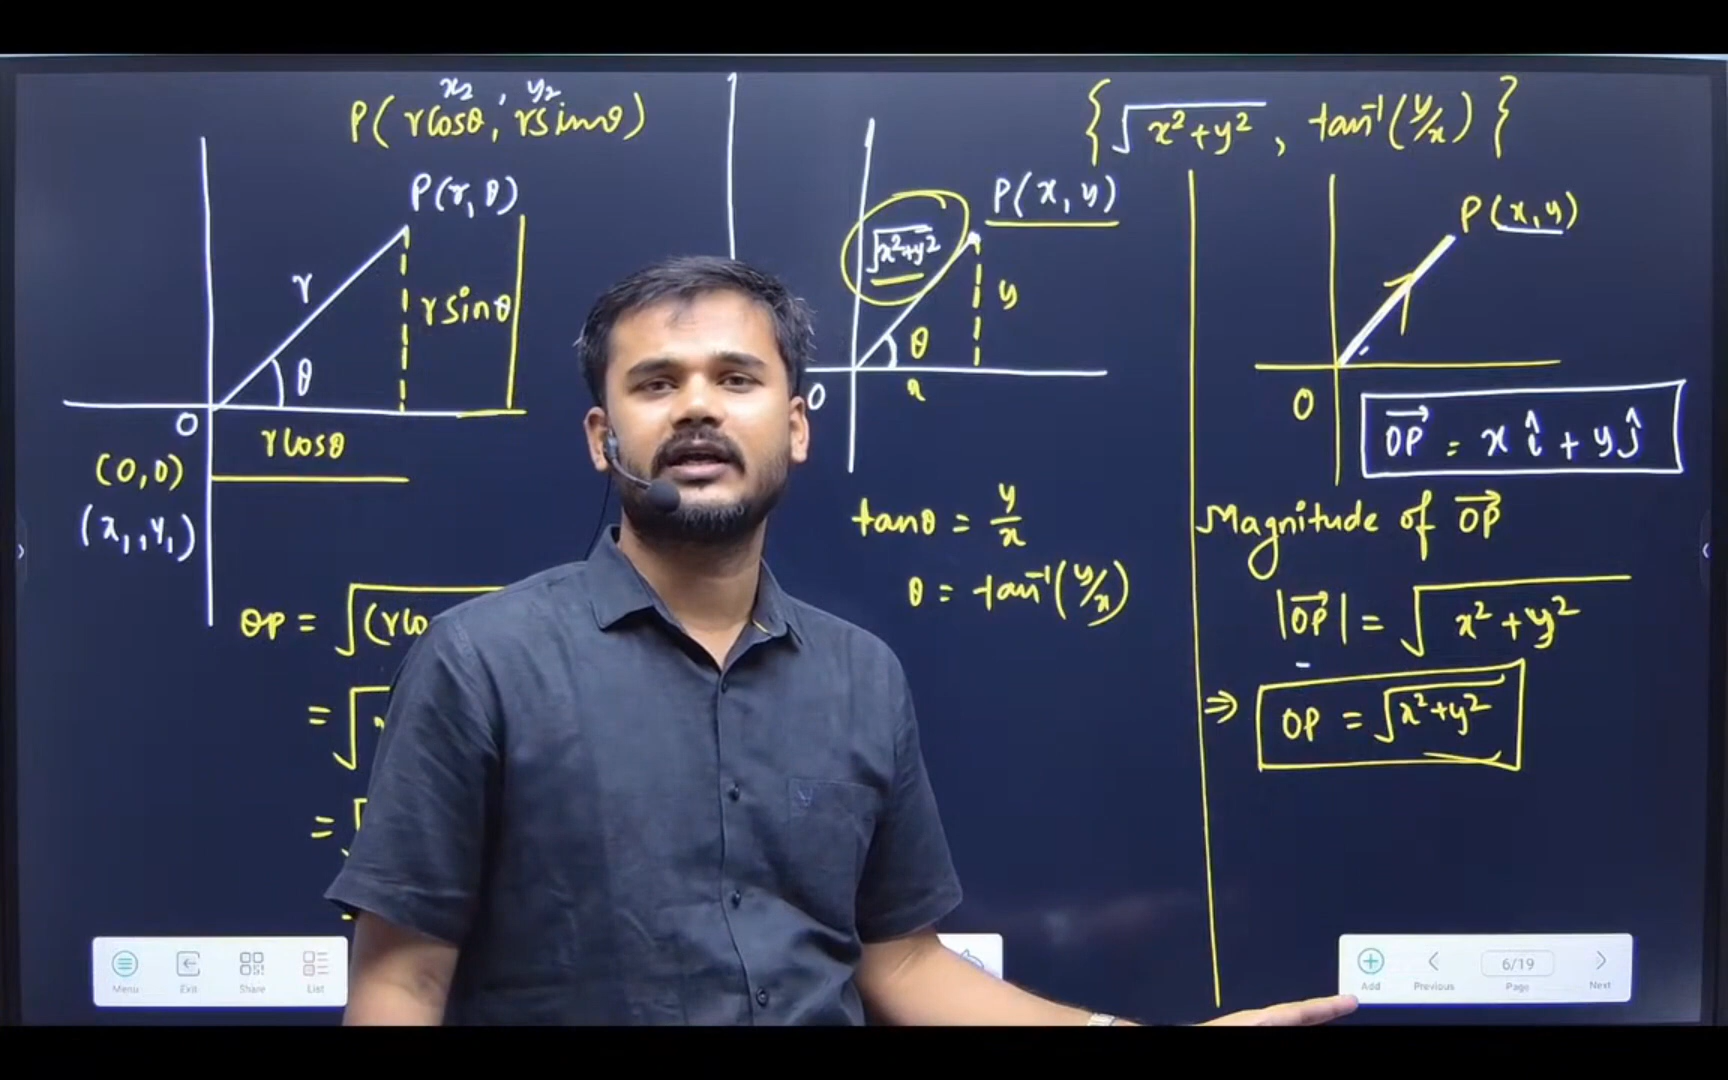 x₂, y₂
P(rcosθ, rsinθ)
P(r, θ)
r
rsinθ
θ
O
rcosθ
(0,0)
(x₁, y₁)
OP = √(rco
= √
=
{√x²+y², tan⁻¹(y/x)}
P(x, y)
√x²+y²
y
θ
O
x
tanθ = y/x
θ = tan⁻¹(y/x)
P(x, y)
O
OP⃗ = x î + y ĵ
Magnitude of OP⃗
|OP⃗| = √x²+y²
⇒ OP = √x²+y²
Menu Exit Share List
Add Previous 6/19 Page Next